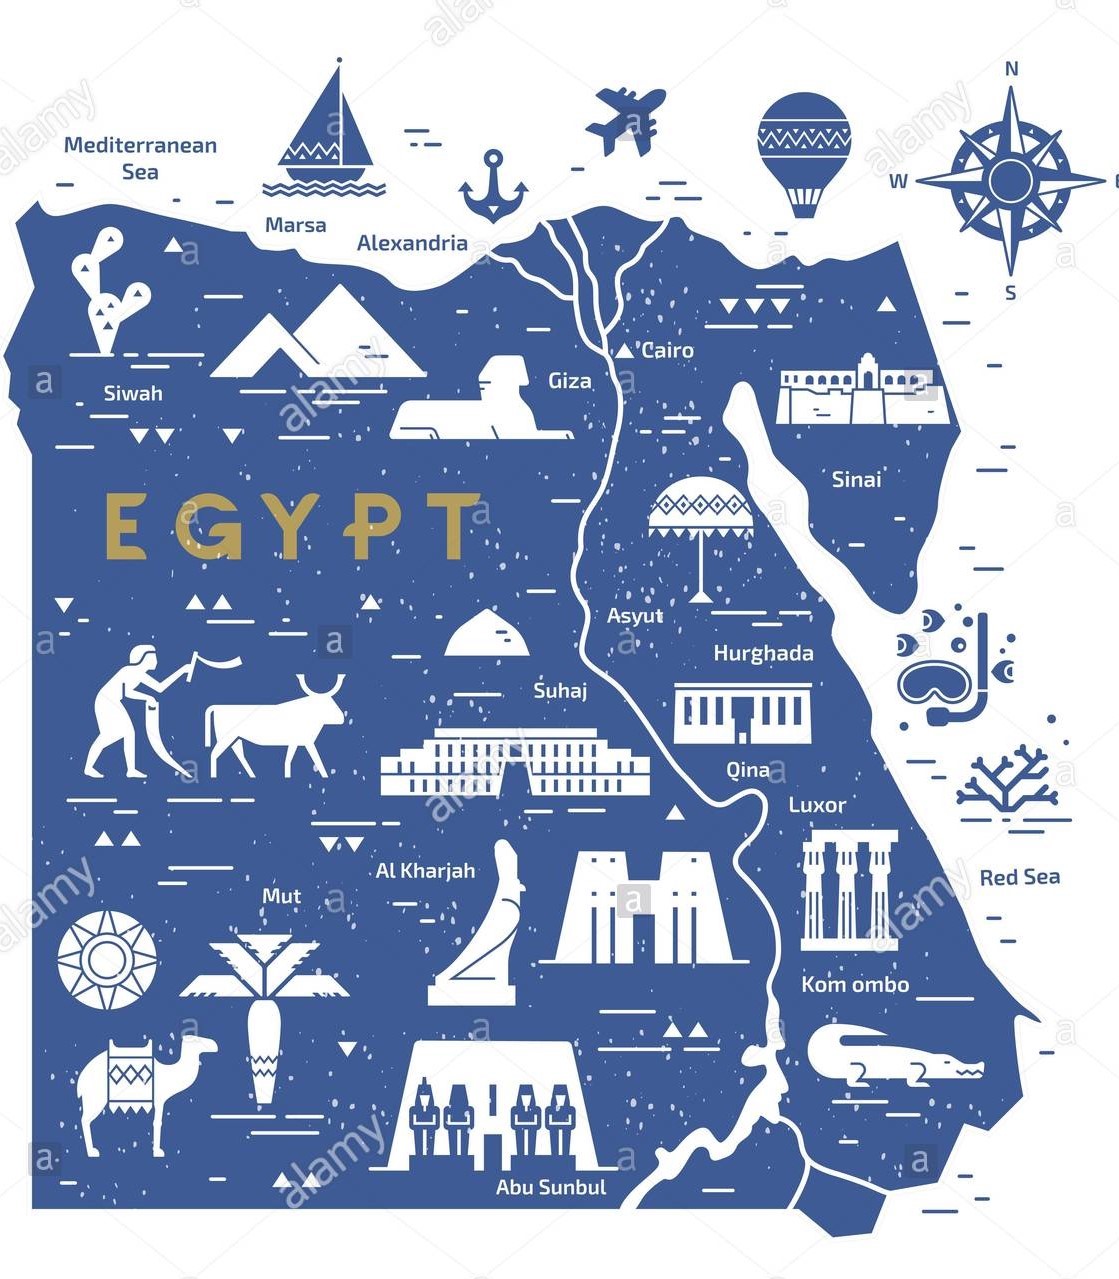 alamy
N
Mediterranean
Sea
W
Marsa
Alexandria
S
Cairo
Giza
Siwah
Sinai
EGYPT
Asyut
Hurghada
Suhaj
Qina
Luxor
Al Kharjah
Red Sea
Mut
Kom ombo
Abu Sunbul